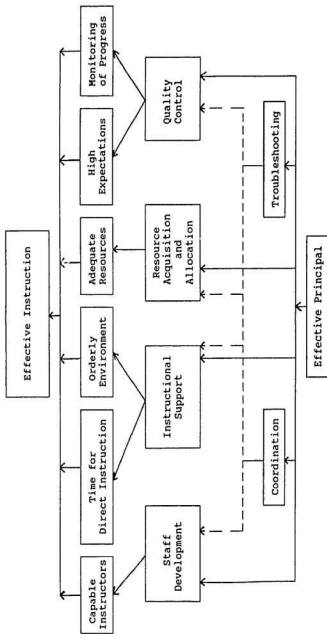 Effective Instruction
Capable
Instructors
Time for
Direct Instruction
Orderly
Environment
Adequate
Resources
High
Expectations
Monitoring
of Progress
Staff
Development
Instructional
Support
Resource
Acquisition
and
Allocation
Quality
Control
Coordination
Troubleshooting
Effective Principal